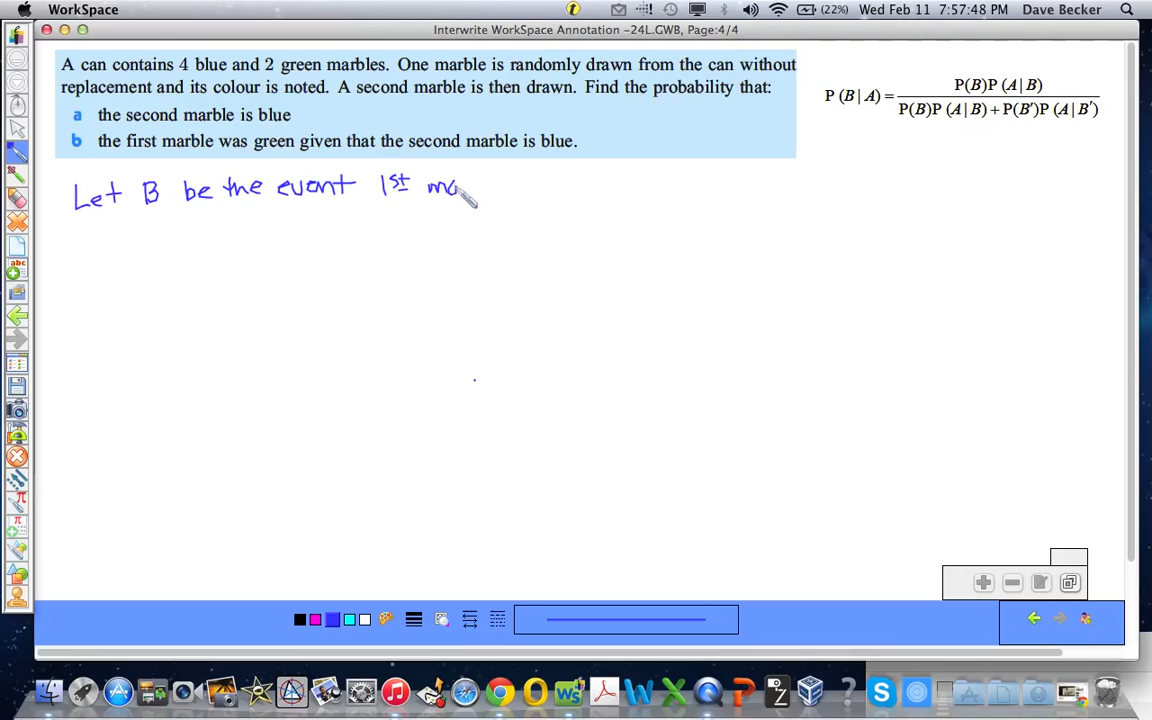 WorkSpace
(22%) Wed Feb 11 7:57:48 PM Dave Becker
Interwrite WorkSpace Annotation -24L.GWB, Page:4/4
A can contains 4 blue and 2 green marbles. One marble is randomly drawn from the can without
replacement and its colour is noted. A second marble is then drawn. Find the probability that:
a the second marble is blue
b the first marble was green given that the second marble is blue.
P (B | A) = P(B)P (A | B) / P(B)P (A | B) + P(B′)P (A | B′)
Let B be the event 1st ma